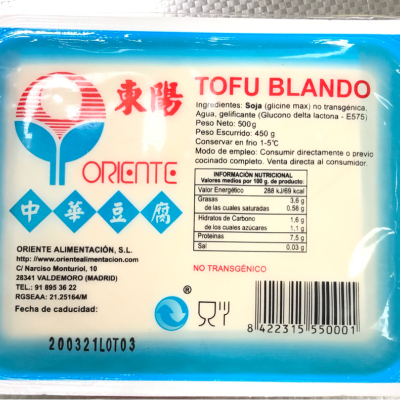 東陽
ORIENTE
中華豆腐
TOFU BLANDO
Ingredientes: Soja (glicine max) no transgénica,
Agua, gelificante (Glucono delta lactona - E575)
Peso Neto: 500g
Peso Escurrido: 450 g
Conservar en frio 1-5°C
Modo de empleo: Consumir directamente o previo
cocinado completo. Venta directa al consumidor.
INFORMACIÓN NUTRICIONAL
Valores medios por 100 g. de producto:
Valor Energético 288 kJ/69 kcal
Grasas 3,6 g
de las cuales saturadas 0,56 g
Hidratos de Carbono 1,6 g
de los cuales azúcares 1,1 g
Proteínas 7,5 g
Sal 0,03 g
NO TRANSGÉNICO
ORIENTE ALIMENTACIÓN, S.L.
http://www.orientealimentacion.com
C/ Narciso Monturiol, 10
28341 VALDEMORO (MADRID)
TEL.: 91 895 36 22
RGSEAA: 21.25164/M
Fecha de caducidad:
200321LOT03
®
8 422315 550001